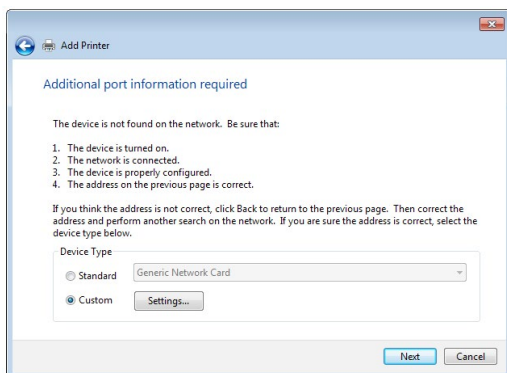 Add Printer
Additional port information required
The device is not found on the network.  Be sure that:
1.  The device is turned on.
2.  The network is connected.
3.  The device is properly configured.
4.  The address on the previous page is correct.
If you think the address is not correct, click Back to return to the previous page.  Then correct the
address and perform another search on the network.  If you are sure the address is correct, select the
device type below.
Device Type
Standard Generic Network Card
Custom Settings...
Next Cancel